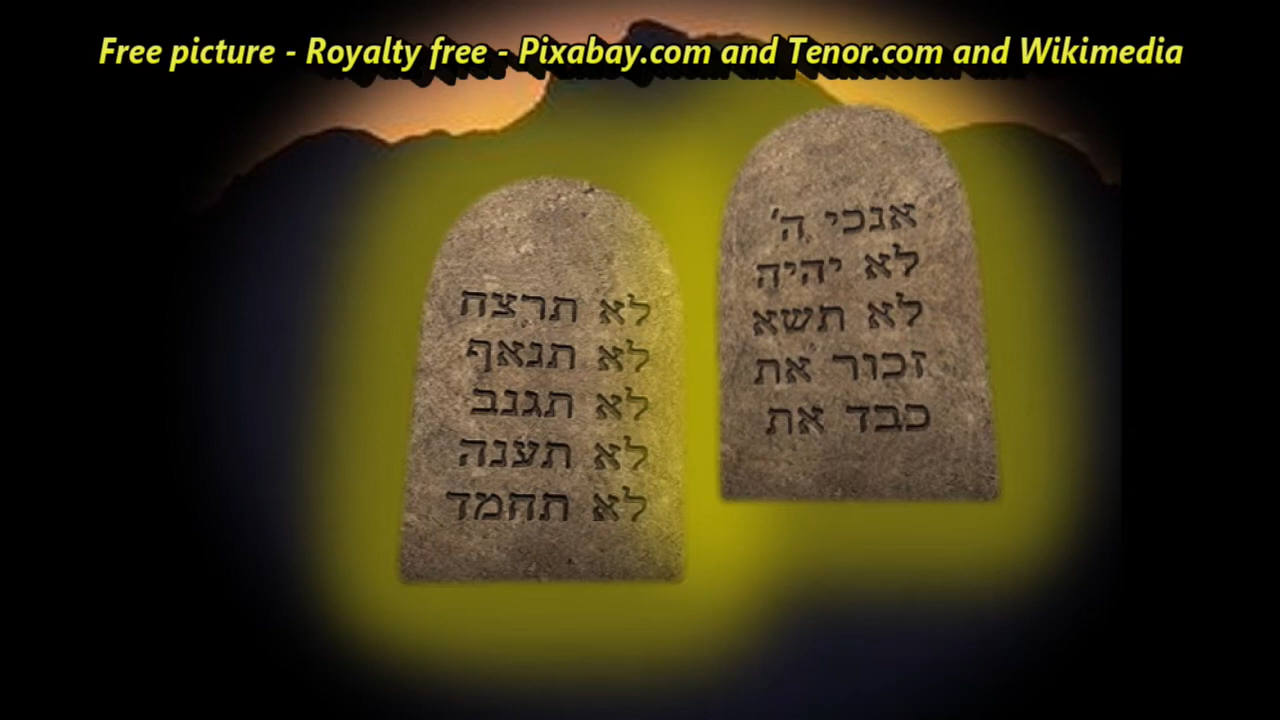 Free picture - Royalty free - Pixabay.com and Tenor.com and Wikimedia
אנכי ה'
לא יהיה
לא תשא
זכור את
כבד את
לא תרצח
לא תנאף
לא תגנב
לא תענה
לא תחמד